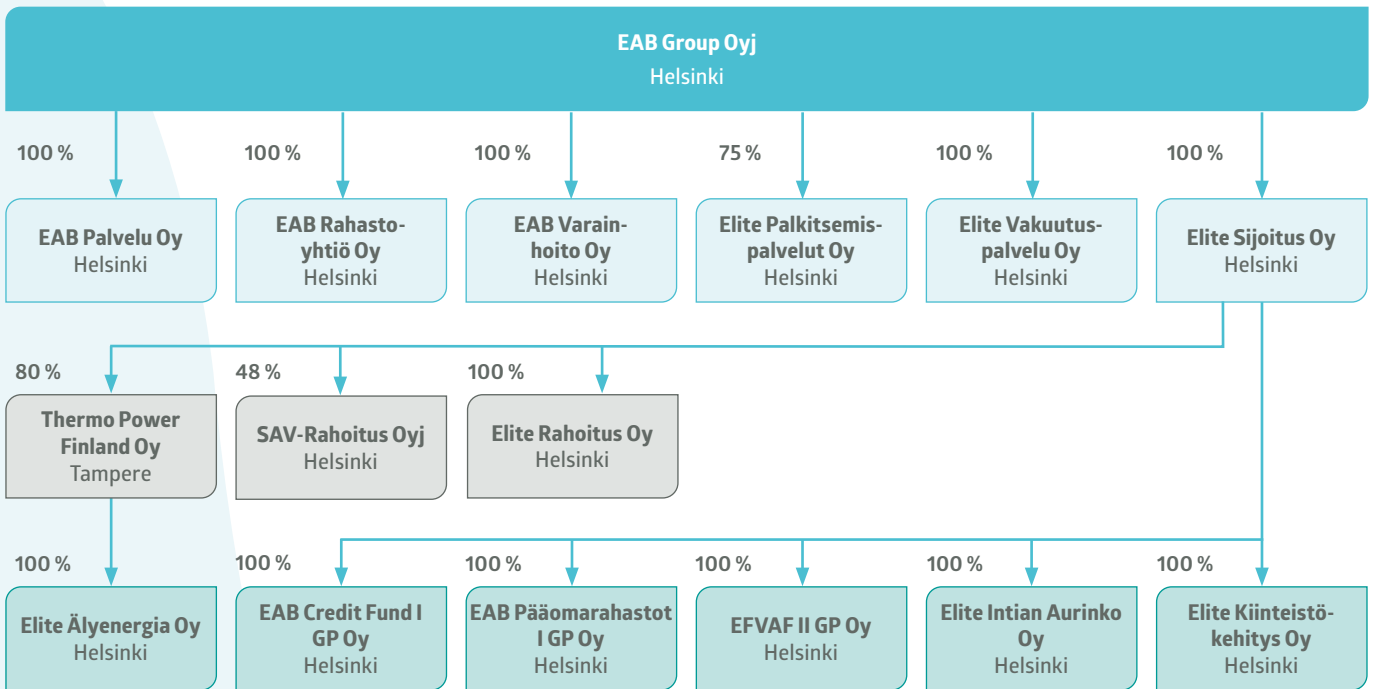 EAB Group Oyj
Helsinki
100 %
100 %
100 %
75 %
100 %
100 %
EAB Palvelu Oy
Helsinki
EAB Rahasto-
yhtiö Oy
Helsinki
EAB Varain-
hoito Oy
Helsinki
Elite Palkitsemis-
palvelut Oy
Helsinki
Elite Vakuutus-
palvelu Oy
Helsinki
Elite Sijoitus Oy
Helsinki
80 %
48 %
100 %
Thermo Power
Finland Oy
Tampere
SAV-Rahoitus Oyj
Helsinki
Elite Rahoitus Oy
Helsinki
100 %
100 %
100 %
100 %
100 %
100 %
Elite Älyenergia Oy
Helsinki
EAB Credit Fund I
GP Oy
Helsinki
EAB Pääomarahastot
I GP Oy
Helsinki
EFVAF II GP Oy
Helsinki
Elite Intian Aurinko
Oy
Helsinki
Elite Kiinteistö-
kehitys Oy
Helsinki